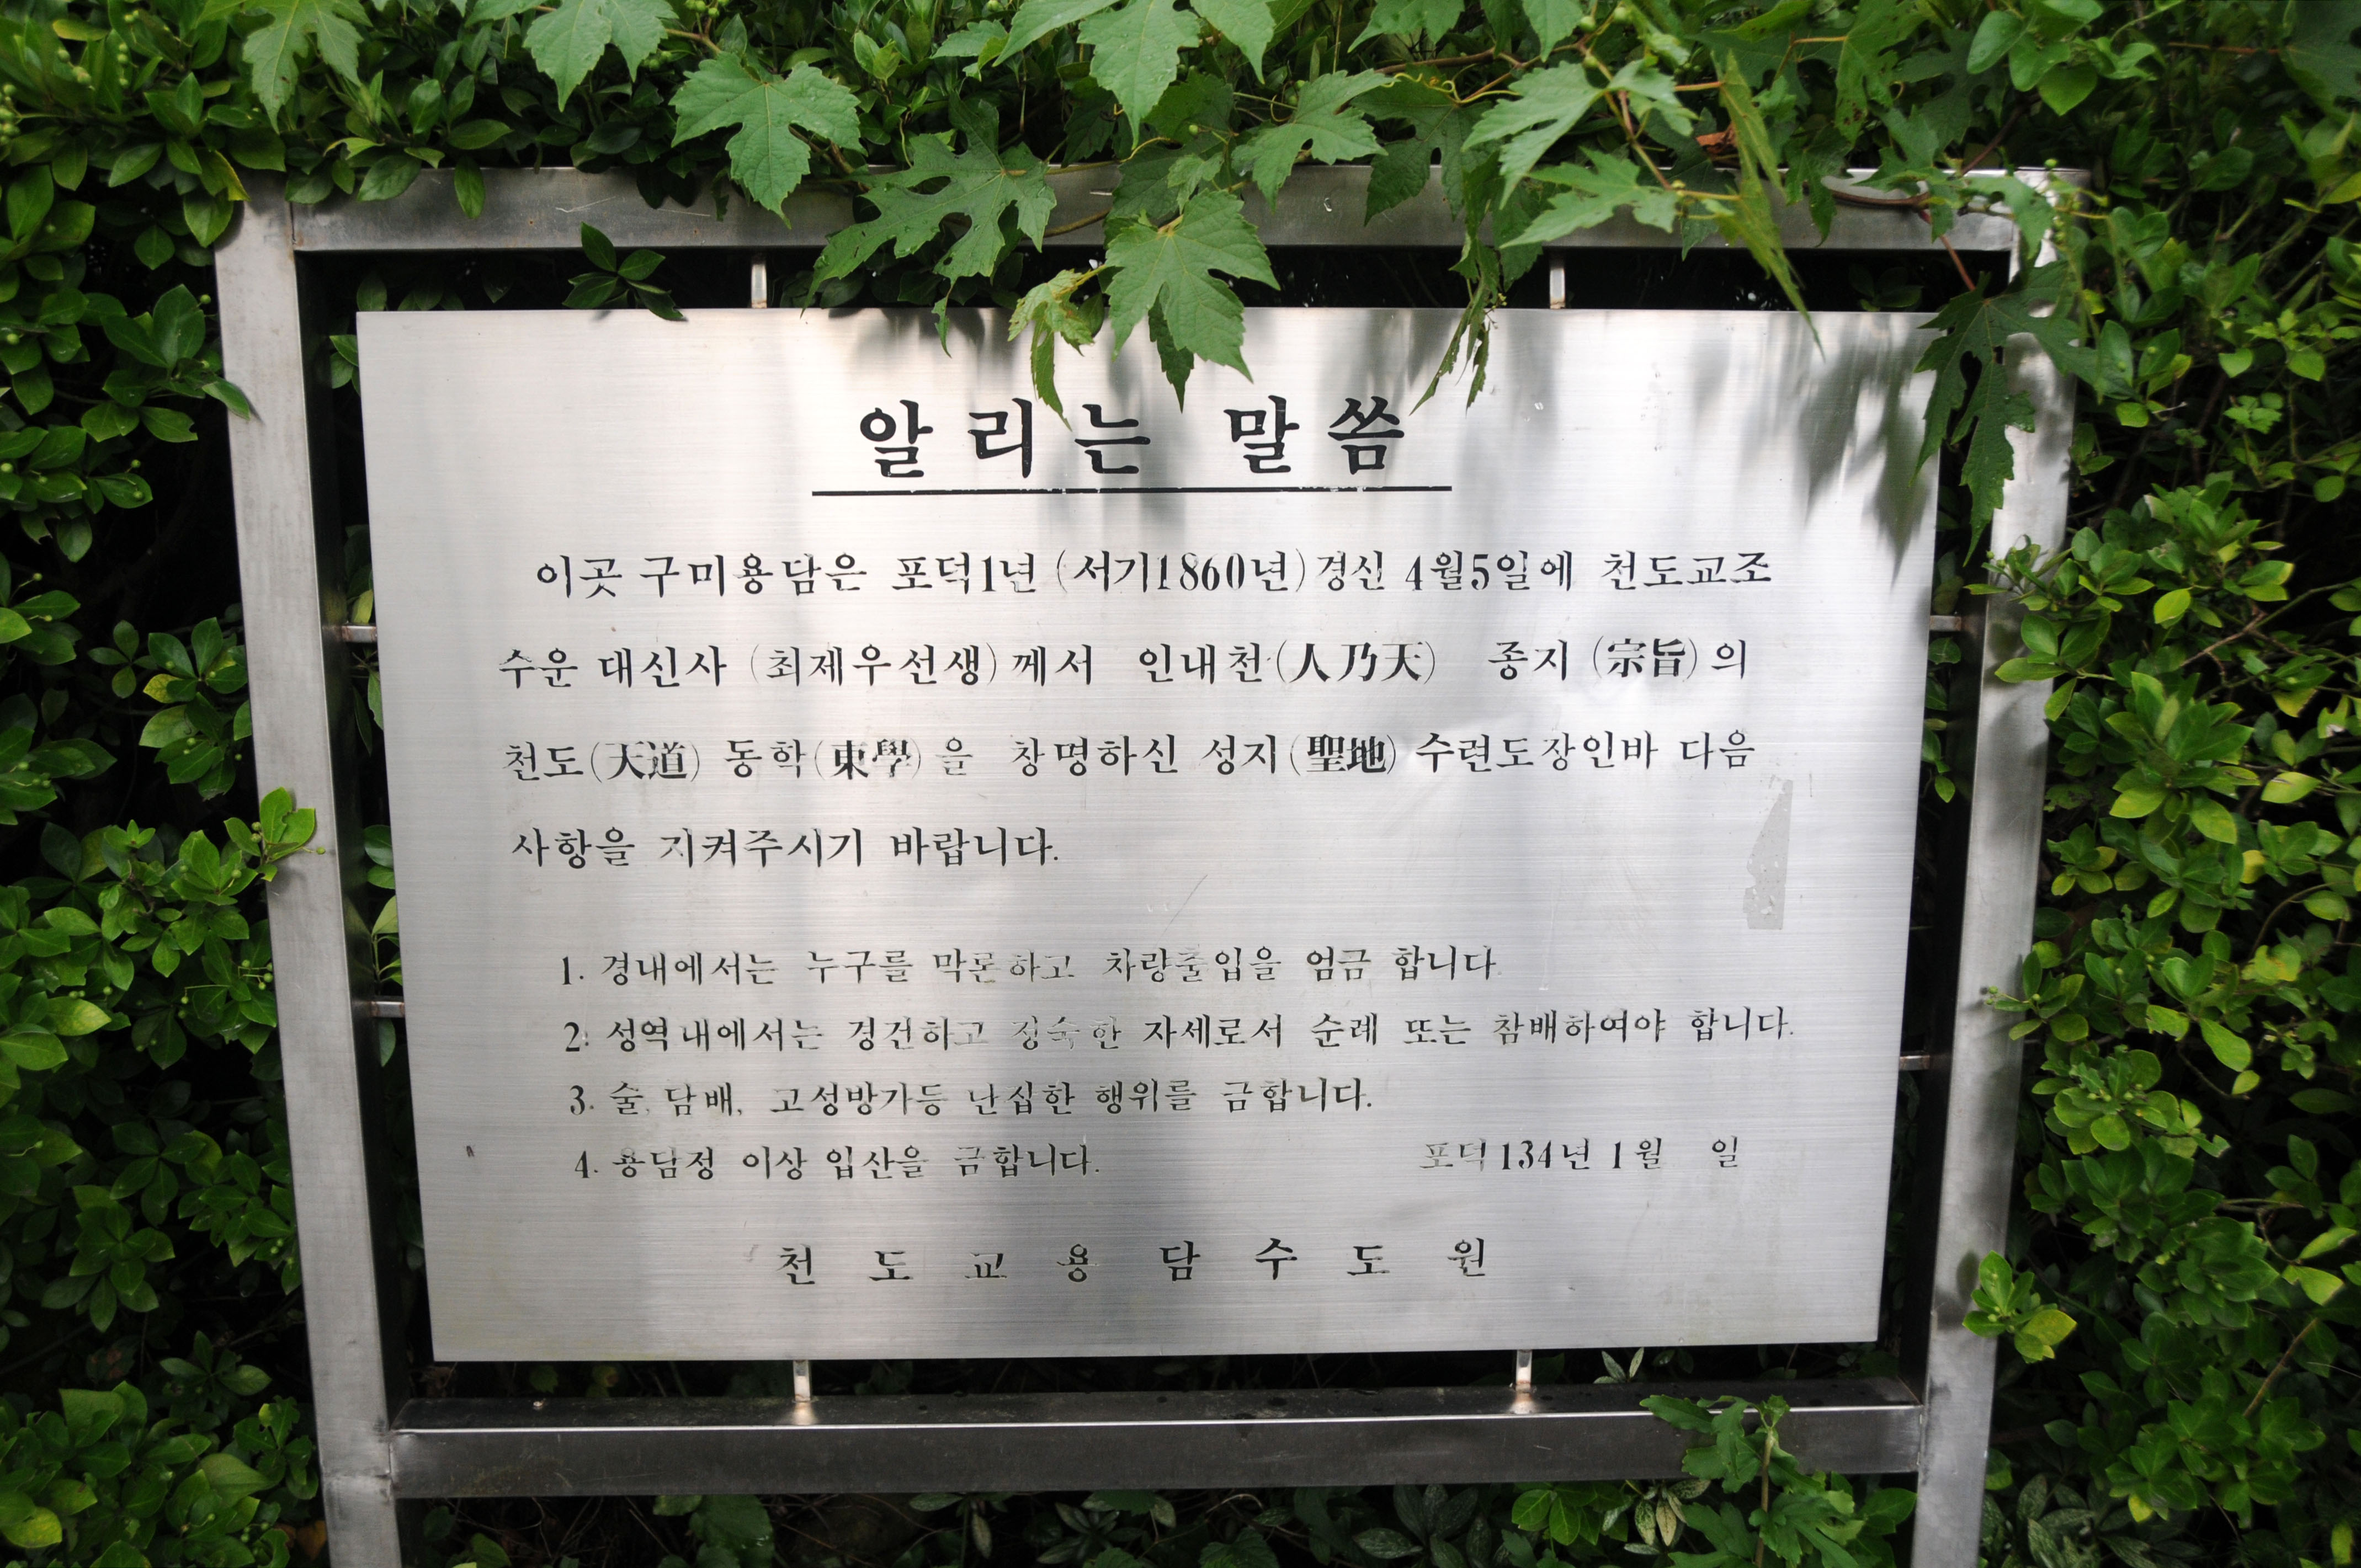 알리는 말씀
이곳 구미용담은 포덕1년 (서기1860년)경신 4월5일에 천도교조
수운 대신사 (최제우선생)께서 인내천(人乃天) 종지 (宗旨)의
천도(天道) 동학(東學)을 창명하신 성지(聖地) 수련도장인바 다음
사항을 지켜주시기 바랍니다.
1. 경내에서는 누구를 막론하고 차량출입을 엄금 합니다.
2. 성역내에서는 경건하고 정숙한 자세로서 순례 또는 참배하여야 합니다.
3. 술, 담배, 고성방가등 난삽한 행위를 금합니다.
4. 용담정 이상 입산을 금합니다. 포덕134년 1월 일
천도교용담수도원